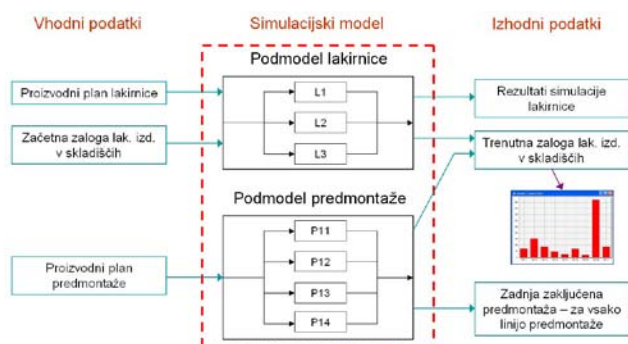 Vhodni podatki
Simulacijski model
Izhodni podatki
Podmodel lakirnice
Proizvodni plan lakirnice
L1
Rezultati simulacije
lakirnice
Začetna zaloga lak. izd.
v skladiščih
L2
L3
Trenutna zaloga lak. izd.
v skladiščih
Podmodel predmontaže
P11
P12
Proizvodni plan
predmontaže
P13
P14
Zadnja zaključena
predmontaža – za vsako
linijo predmontaže